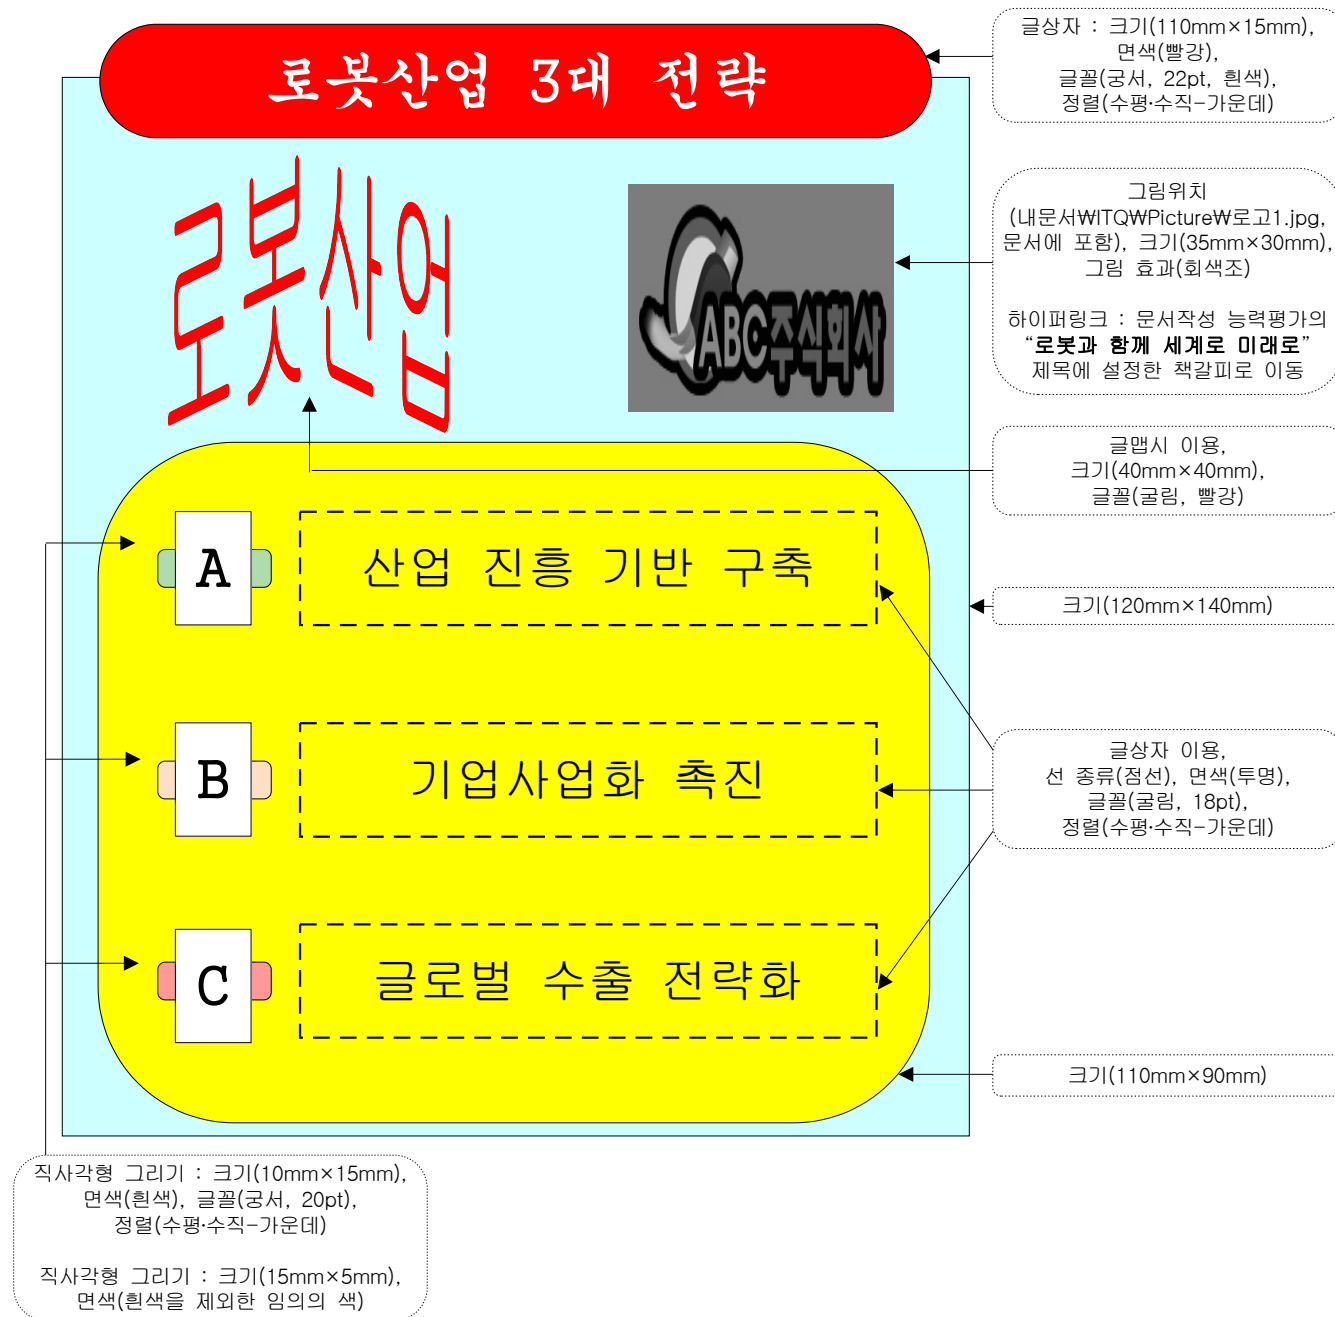 로봇산업 3대 전략
글상자 : 크기(110mm×15mm),
면색(빨강),
글꼴(궁서, 22pt, 흰색),
정렬(수평·수직-가운데)
로봇산업
ABC주식회사
그림위치
(내문서₩ITQ₩Picture₩로고1.jpg,
문서에 포함), 크기(35mm×30mm),
그림 효과(회색조)
하이퍼링크 : 문서작성 능력평가의
“로봇과 함께 세계로 미래로”
제목에 설정한 책갈피로 이동
글맵시 이용,
크기(40mm×40mm),
글꼴(굴림, 빨강)
A 산업 진흥 기반 구축
크기(120mm×140mm)
B 기업사업화 촉진
글상자 이용,
선 종류(점선), 면색(투명),
글꼴(굴림, 18pt),
정렬(수평·수직-가운데)
C 글로벌 수출 전략화
크기(110mm×90mm)
직사각형 그리기 : 크기(10mm×15mm),
면색(흰색), 글꼴(궁서, 20pt),
정렬(수평·수직-가운데)
직사각형 그리기 : 크기(15mm×5mm),
면색(흰색을 제외한 임의의 색)